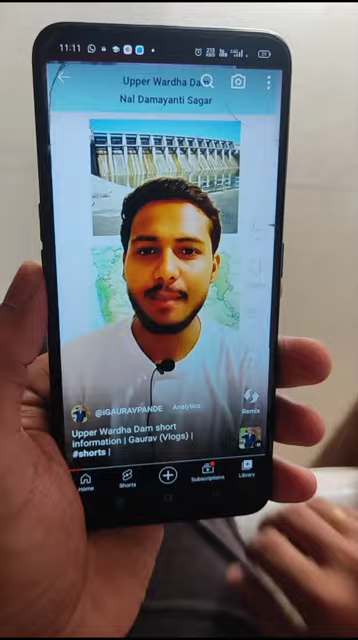 11:11
Upper Wardha Dam
Nal Damayanti Sagar
@iGAURAVPANDE Analytics
Remix
Upper Wardha Dam short
information | Gaurav (Vlogs) |
#shorts |
Home Shorts Subscriptions Library